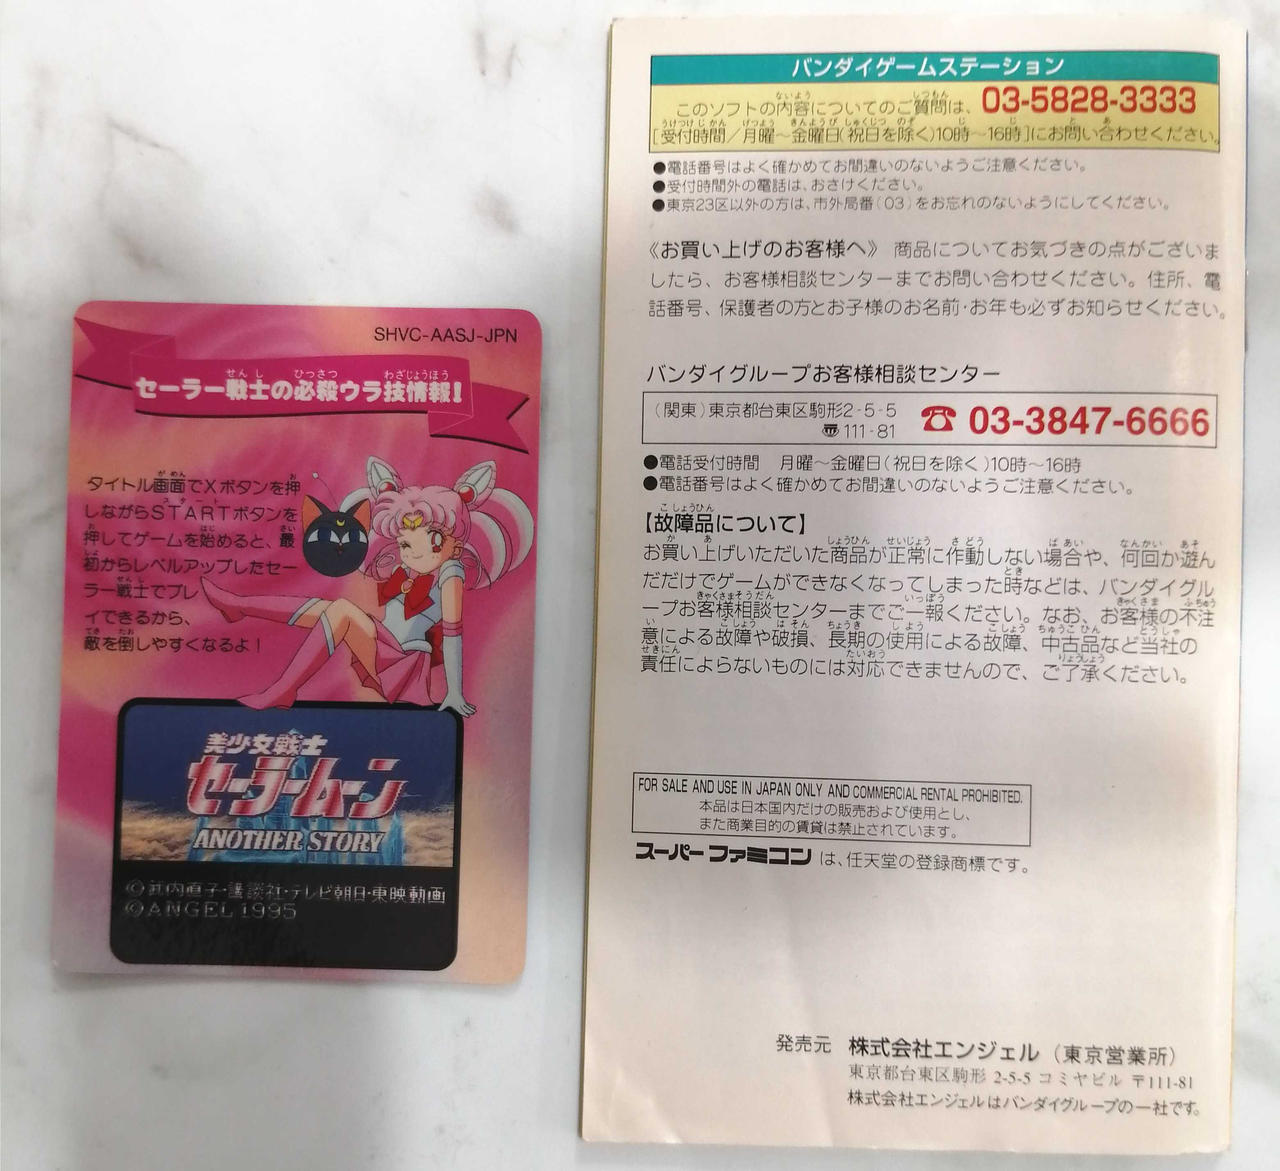 SHVC-AASJ-JPN
セーラー戦士の必殺ウラ技情報!
タイトル画面でXボタンを押
しながらSTARTボタンを
押してゲームを始めると、最
初からレベルアップしたセー
ラー戦士でプレ
イできるから、
敵を倒しやすくなるよ!
美少女戦士
セーラームーン
ANOTHER STORY
©武内直子・講談社・テレビ朝日・東映動画
©ANGEL 1995
バンダイゲームステーション
このソフトの内容についてのご質問は、03-5828-3333
[受付時間/月曜~金曜日(祝日を除く)10時~16時]にお問い合わせください。
●電話番号はよく確かめてお間違いのないようご注意ください。
●受付時間外の電話は、おさけください。
●東京23区以外の方は、市外局番(03)をお忘れのないようにしてください。
《お買い上げのお客様へ》 商品についてお気づきの点がございま
したら、お客様相談センターまでお問い合わせください。住所、電
話番号、保護者の方とお子様のお名前・お年も必ずお知らせください。
バンダイグループお客様相談センター
(関東)東京都台東区駒形2-5-5
〒111-81
☎ 03-3847-6666
●電話受付時間 月曜~金曜日(祝日を除く)10時~16時
●電話番号はよく確かめてお間違いのないようご注意ください。
【故障品について】
お買い上げいただいた商品が正常に作動しない場合や、何回か遊ん
だだけでゲームができなくなってしまった時などは、バンダイグル
ープお客様相談センターまでご一報ください。なお、お客様の不注
意による故障や破損、長期の使用による故障、中古品など当社の
責任によらないものには対応できませんので、ご了承ください。
FOR SALE AND USE IN JAPAN ONLY AND COMMERCIAL RENTAL PROHIBITED.
本品は日本国内だけの販売および使用とし、
また商業目的の賃貸は禁止されています。
スーパーファミコンは、任天堂の登録商標です。
発売元 株式会社エンジェル(東京営業所)
東京都台東区駒形 2-5-5 コミヤビル 〒111-81
株式会社エンジェルはバンダイグループの一社です。